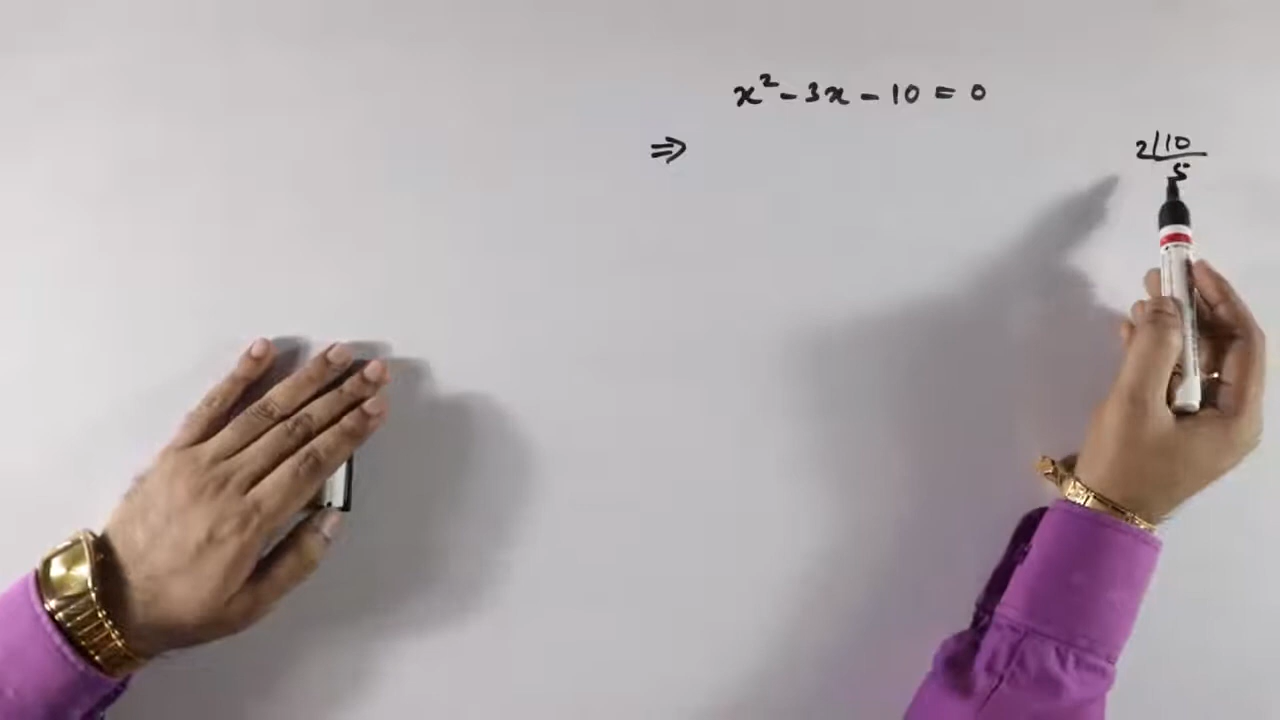 x² - 3x - 10 = 0
⇒
2|10
5